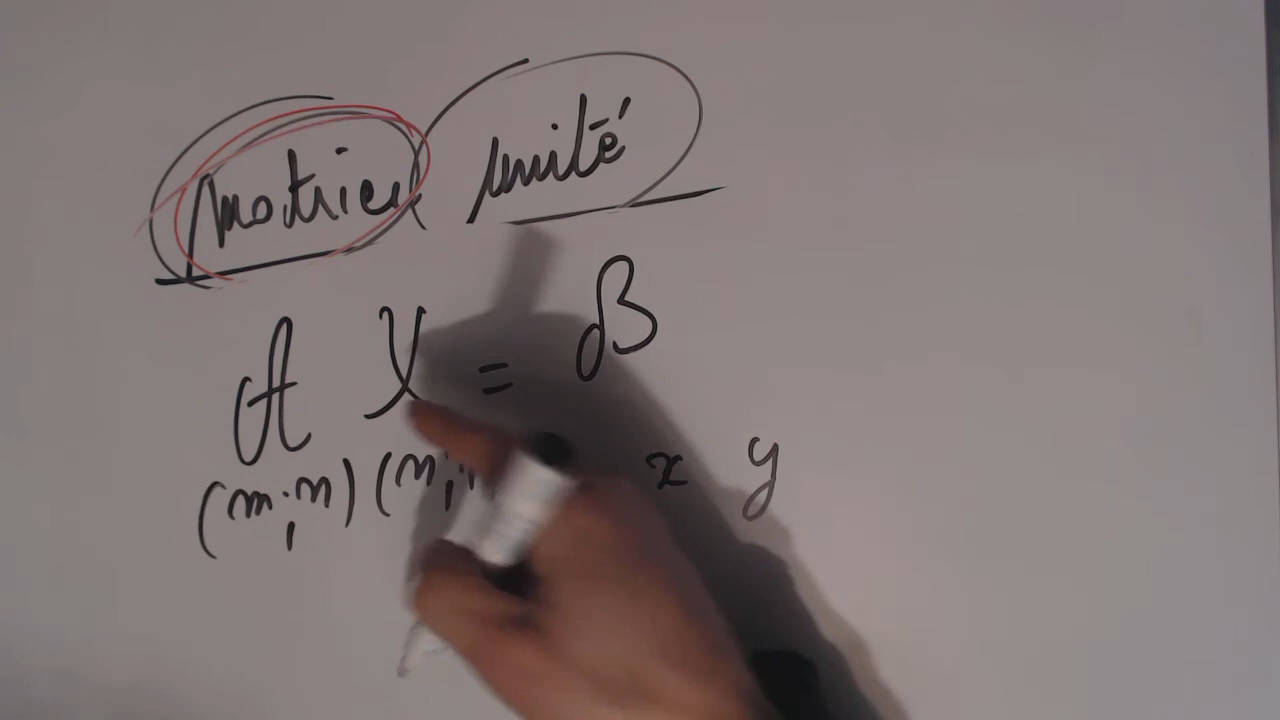 Matrice unité
A X = B
(m;n) (n; x y